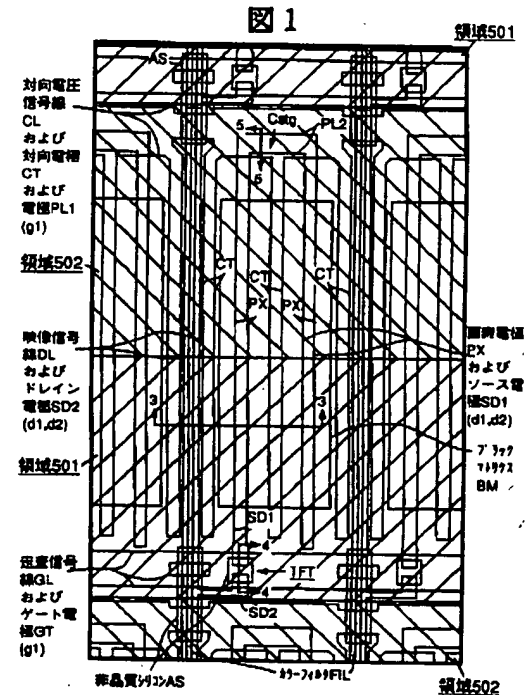 図 1
領域501
AS
対向電圧
信号線
CL
および
対向電極
CT
および
電極PL1
(g1)
5
Cstg
PL2
5
領域502
CT
CT
CT
PX
PX
映像信号
線DL
および
ドレイン
電極SD2
(d1,d2)
画素電極
PX
および
ソース電
極SD1
(d1,d2)
3
3
領域501
ブラック
マトリクス
BM
SD1
4
走査信号
線GL
および
ゲート電
極GT
(g1)
TFT
4
SD2
非晶質シリコンAS
カラーフィルタFIL
領域502